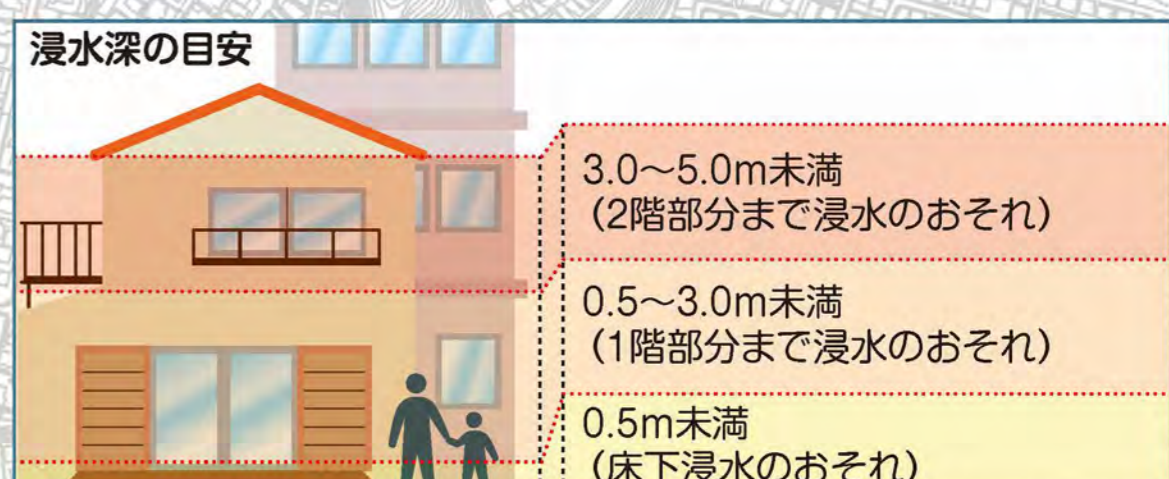 浸水深の目安
3.0～5.0m未満
（2階部分まで浸水のおそれ）
0.5～3.0m未満
（1階部分まで浸水のおそれ）
0.5m未満
（床下浸水のおそれ）